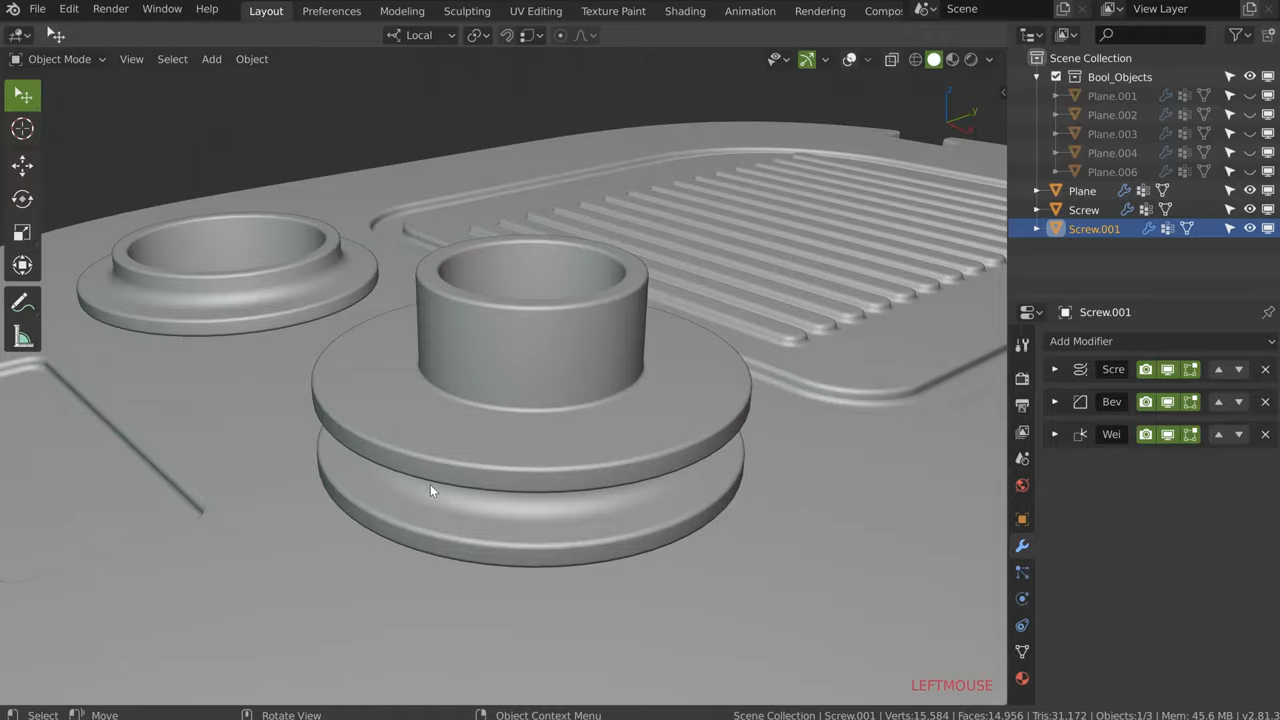 File Edit Render Window Help Layout Preferences Modeling Sculpting UV Editing Texture Paint Shading Animation Rendering Compos Scene View Layer
Local
Object Mode View Select Add Object
Scene Collection
Bool_Objects
Plane.001
Plane.002
Plane.003
Plane.004
Plane.006
Plane
Screw
Screw.001
Screw.001
Add Modifier
Scre
Bev
Wei
z
y
x
LEFTMOUSE
Select Move Rotate View Object Context Menu Scene Collection | Screw.001 | Verts:15,584 | Faces:14,956 | Tris:31,172 | Objects:1/3 | Mem: 45.6 MB | v2.81.